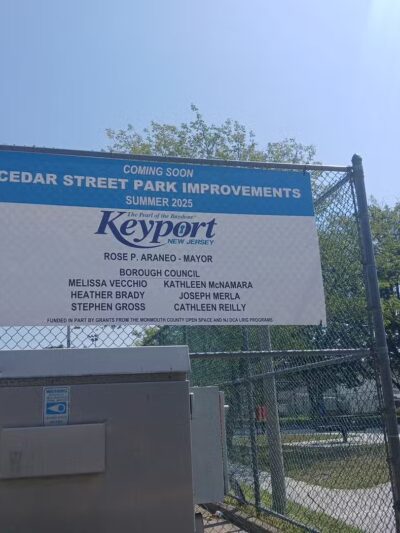 COMING SOON
CEDAR STREET PARK IMPROVEMENTS
SUMMER 2025
The Pearl of the Bayshore
Keyport
NEW JERSEY
ROSE P. ARANEO - MAYOR
BOROUGH COUNCIL
MELISSA VECCHIO KATHLEEN McNAMARA
HEATHER BRADY JOSEPH MERLA
STEPHEN GROSS CATHLEEN REILLY
FUNDED IN PART BY GRANTS FROM THE MONMOUTH COUNTY OPEN SPACE AND NJ DCA LRIG PROGRAMS